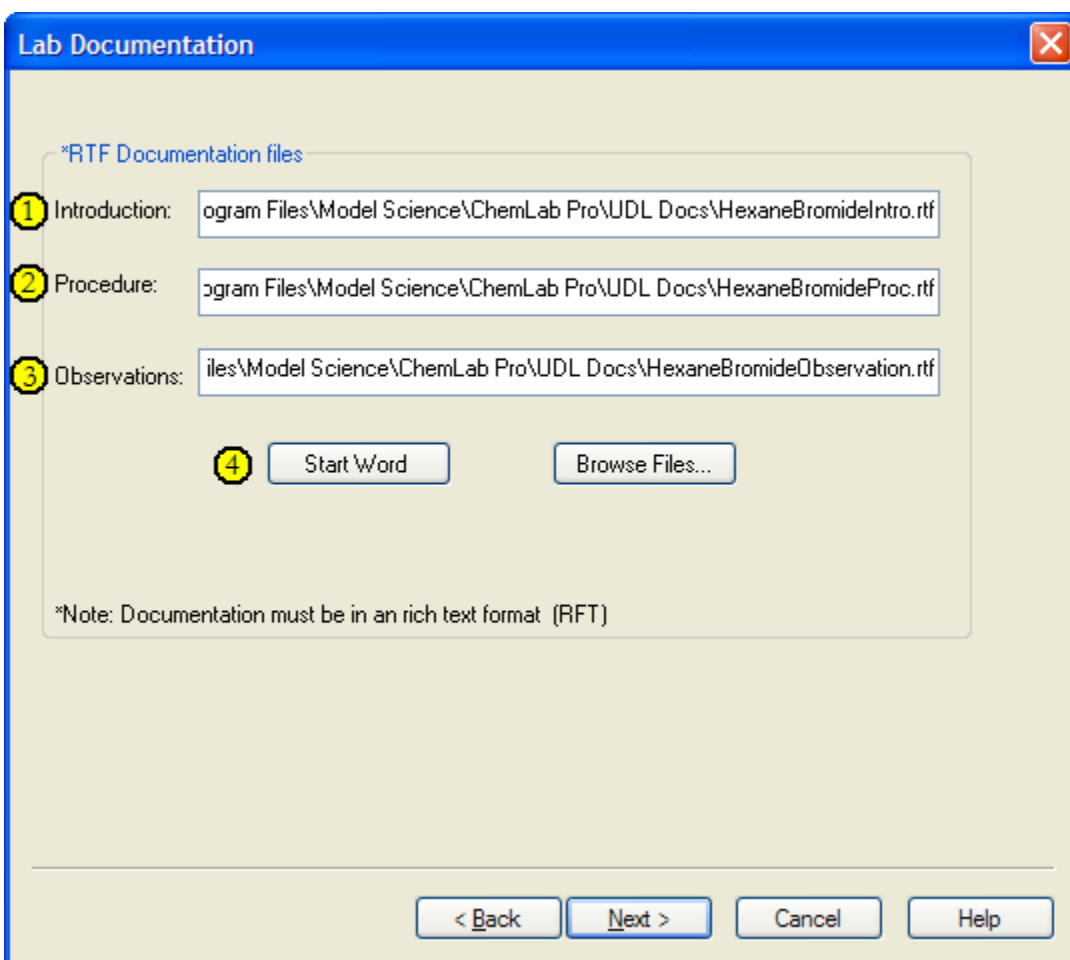 Lab Documentation
*RTF Documentation files
1 Introduction: ogram Files\Model Science\ChemLab Pro\UDL Docs\HexaneBromideIntro.rtf
2 Procedure: ogram Files\Model Science\ChemLab Pro\UDL Docs\HexaneBromideProc.rtf
3 Observations: iles\Model Science\ChemLab Pro\UDL Docs\HexaneBromideObservation.rtf
4 Start Word Browse Files...
*Note: Documentation must be in an rich text format (RFT)
< Back Next > Cancel Help